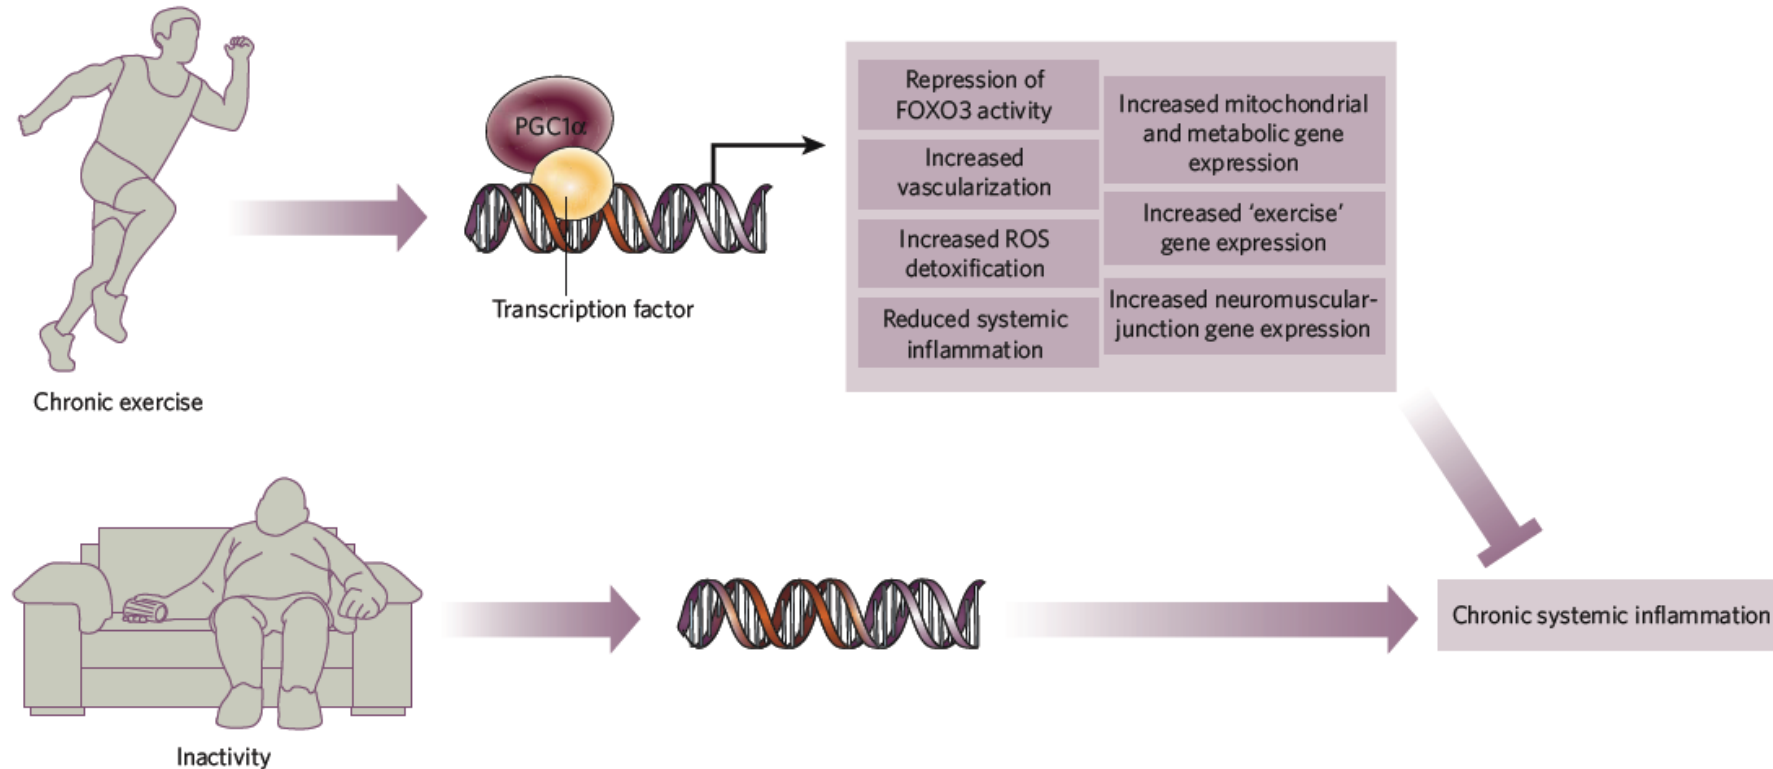 PGC1α
Transcription factor
Chronic exercise
Repression of
FOXO3 activity
Increased
vascularization
Increased ROS
detoxification
Reduced systemic
inflammation
Increased mitochondrial
and metabolic gene
expression
Increased ‘exercise’
gene expression
Increased neuromuscular-
junction gene expression
Inactivity
Chronic systemic inflammation